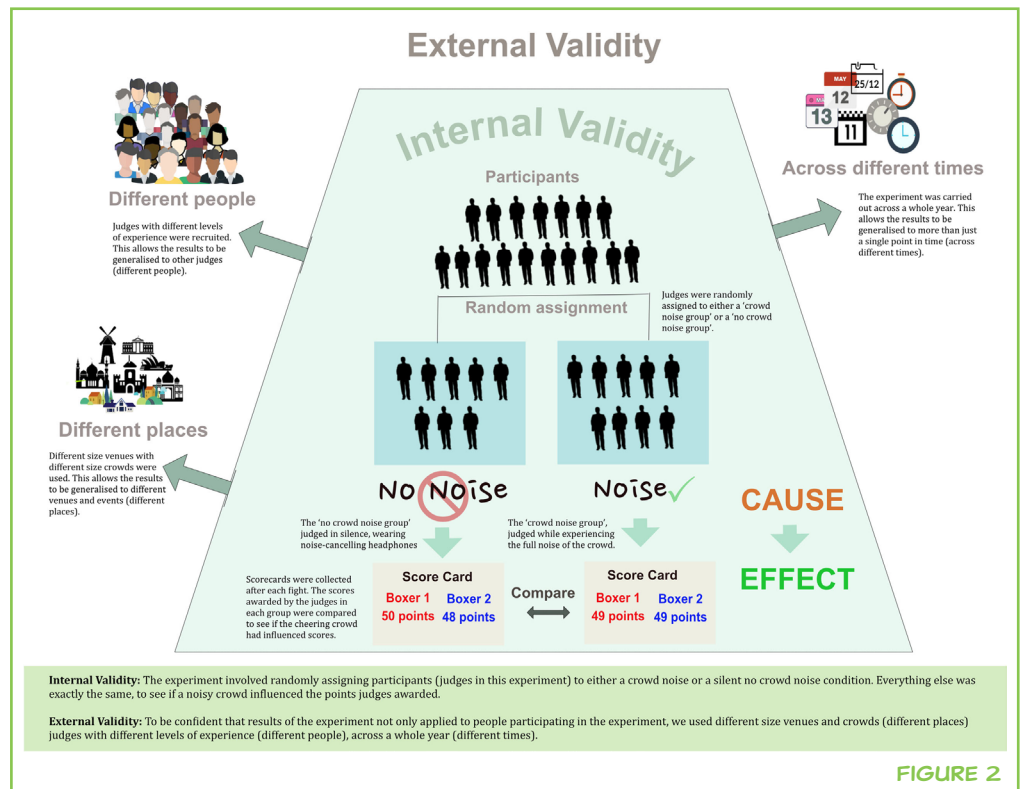 External Validity
Internal Validity
Different people
Judges with different levels
of experience were recruited.
This allows the results to be
generalised to other judges
(different people).
MAY
25/12
12
13
11
Across different times
The experiment was carried
out across a whole year. This
allows the results to be
generalised to more than just
a single point in time (across
different times).
Participants
Random assignment
Judges were randomly
assigned to either a ‘crowd
noise group’ or a ‘no crowd
noise group’.
Different places
Different size venues with
different size crowds were
used. This allows the results
to be generalised to different
venues and events (different
places).
NO NOISE
NOISE
The ‘no crowd noise group’
judged in silence, wearing
noise-cancelling headphones
The ‘crowd noise group’,
judged while experiencing
the full noise of the crowd.
CAUSE
EFFECT
Scorecards were collected
after each fight. The scores
awarded by the judges in
each group were compared
to see if the cheering crowd
had influenced scores.
Score Card
Boxer 1 Boxer 2
50 points 48 points
Compare
Score Card
Boxer 1 Boxer 2
49 points 49 points
Internal Validity: The experiment involved randomly assigning participants (judges in this experiment) to either a crowd noise or a silent no crowd noise condition. Everything else was
exactly the same, to see if a noisy crowd influenced the points judges awarded.
External Validity: To be confident that results of the experiment not only applied to people participating in the experiment, we used different size venues and crowds (different places)
judges with different levels of experience (different people), across a whole year (different times).
FIGURE 2